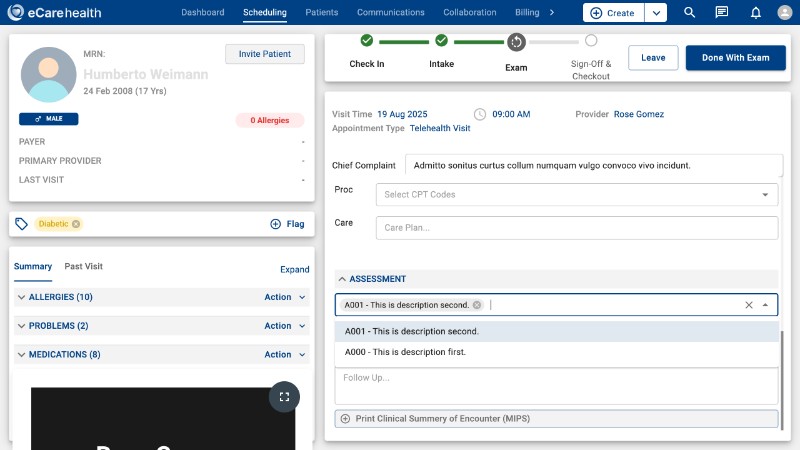 eCarehealth
Dashboard
Scheduling
Patients
Communications
Collaboration
Billing
Create
MRN:
Invite Patient
Humberto Weimann
24 Feb 2008 (17 Yrs)
MALE
0 Allergies
PAYER
-
PRIMARY PROVIDER
-
LAST VISIT
-
Diabetic
Flag
Summary
Past Visit
Expand
ALLERGIES (10)
Action
PROBLEMS (2)
Action
MEDICATIONS (8)
Action
Check In
Intake
Exam
Sign-Off &
Checkout
Leave
Done With Exam
Visit Time 19 Aug 2025
09:00 AM
Provider Rose Gomez
Appointment Type Telehealth Visit
Chief Complaint
Admitto sonitus curtus collum numquam vulgo convoco vivo incidunt.
Proc
Select CPT Codes
Care
Care Plan...
ASSESSMENT
A001 - This is description second.
A001 - This is description second.
A000 - This is description first.
Follow Up...
Print Clinical Summery of Encounter (MIPS)